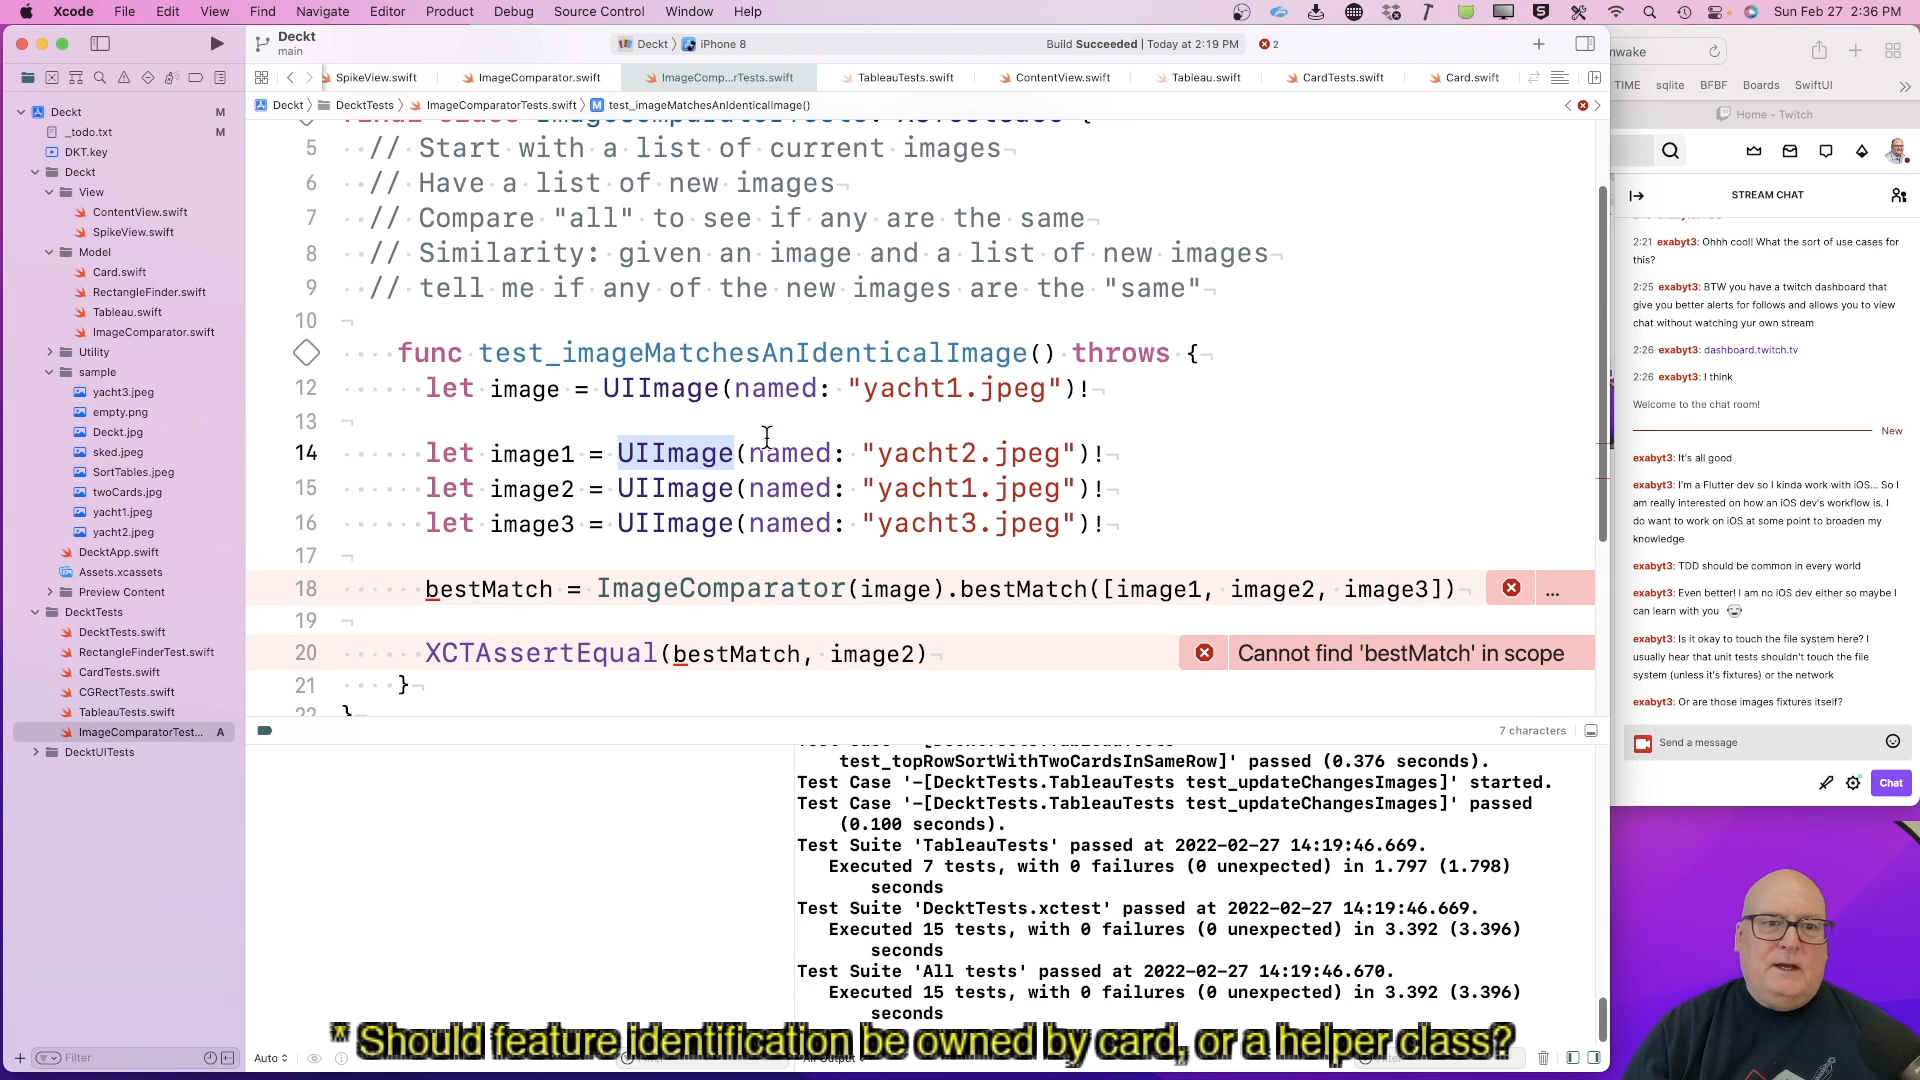 Xcode File Edit View Find Navigate Editor Product Debug Source Control Window Help
Sun Feb 27 2:36 PM
Deckt
main
Deckt iPhone 8
Build Succeeded | Today at 2:19 PM
2
SpikeView.swift ImageComparator.swift ImageComp...rTests.swift TableauTests.swift ContentView.swift Tableau.swift CardTests.swift Card.swift
Deckt DecktTests ImageComparatorTests.swift M test_imageMatchesAnIdenticalImage()
Deckt M
_todo.txt M
DKT.key
Deckt
View
ContentView.swift
SpikeView.swift
Model
Card.swift
RectangleFinder.swift
Tableau.swift
ImageComparator.swift
Utility
sample
yacht3.jpeg
empty.png
Deckt.jpg
sked.jpeg
SortTables.jpeg
twoCards.jpg
yacht1.jpeg
yacht2.jpeg
DecktApp.swift
Assets.xcassets
Preview Content
DecktTests
DecktTests.swift
RectangleFinderTest.swift
CardTests.swift
CGRectTests.swift
TableauTests.swift
ImageComparatorTest... A
DecktUITests
Filter
5 // Start with a list of current images
6 // Have a list of new images
7 // Compare "all" to see if any are the same
8 // Similarity: given an image and a list of new images
9 // tell me if any of the new images are the "same"
10
func test_imageMatchesAnIdenticalImage() throws {
12 let image = UIImage(named: "yacht1.jpeg")!
13
14 let image1 = UIImage(named: "yacht2.jpeg")!
15 let image2 = UIImage(named: "yacht1.jpeg")!
16 let image3 = UIImage(named: "yacht3.jpeg")!
17
18 bestMatch = ImageComparator(image).bestMatch([image1, image2, image3]) ...
19
20 XCTAssertEqual(bestMatch, image2) Cannot find 'bestMatch' in scope
21 }
22 }
7 characters
test_topRowSortWithTwoCardsInSameRow]' passed (0.376 seconds).
Test Case '-[DecktTests.TableauTests test_updateChangesImages]' started.
Test Case '-[DecktTests.TableauTests test_updateChangesImages]' passed
(0.100 seconds).
Test Suite 'TableauTests' passed at 2022-02-27 14:19:46.669.
Executed 7 tests, with 0 failures (0 unexpected) in 1.797 (1.798)
seconds
Test Suite 'DecktTests.xctest' passed at 2022-02-27 14:19:46.669.
Executed 15 tests, with 0 failures (0 unexpected) in 3.392 (3.396)
seconds
Test Suite 'All tests' passed at 2022-02-27 14:19:46.670.
Executed 15 tests, with 0 failures (0 unexpected) in 3.392 (3.396)
seconds
* Should feature identification be owned by card, or a helper class?
Auto
TIME sqlite BFBF Boards SwiftUI
Home – Twitch
STREAM CHAT
2:21 exabyt3: Ohhh cool! What the sort of use cases for
this?
2:25 exabyt3: BTW you have a twitch dashboard that
give you better alerts for follows and allows you to view
chat without watching yur own stream
2:26 exabyt3: dashboard.twitch.tv
2:26 exabyt3: I think
Welcome to the chat room!
New
exabyt3: It's all good
exabyt3: I'm a Flutter dev so I kinda work with iOS... So I
am really interested on how an iOS dev's workflow is. I
do want to work on iOS at some point to broaden my
knowledge
exabyt3: TDD should be common in every world
exabyt3: Even better! I am no iOS dev either so maybe I
can learn with you
exabyt3: Is it okay to touch the file system here? I
usually hear that unit tests shouldn't touch the file
system (unless it's fixtures) or the network
exabyt3: Or are those images fixtures itself?
Send a message
Chat